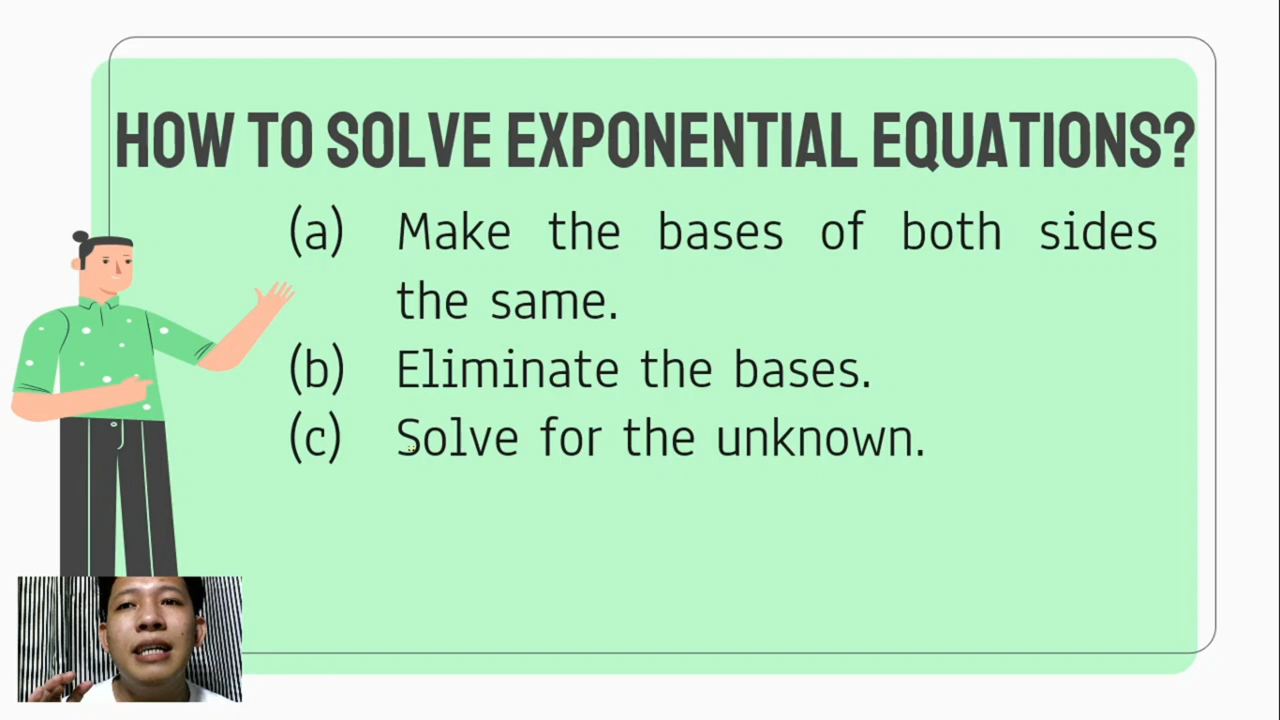 HOW TO SOLVE EXPONENTIAL EQUATIONS?
(a) Make the bases of both sides
the same.
(b) Eliminate the bases.
(c) Solve for the unknown.